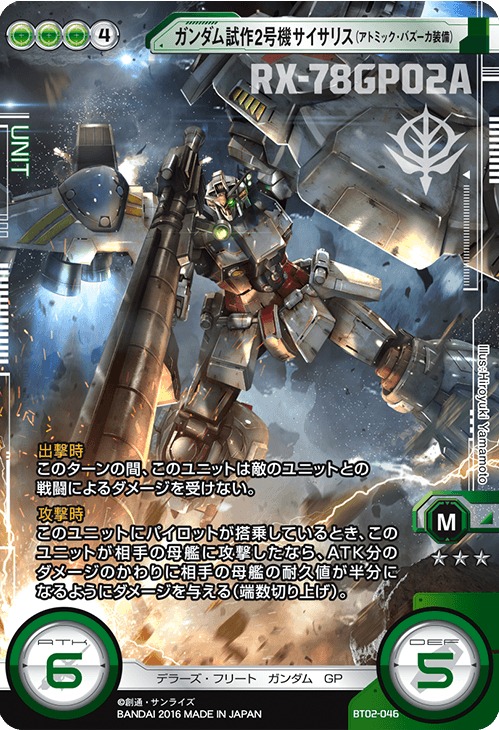 4
ガンダム試作2号機サイサリス(アトミック・バズーカ装備)
RX-78GP02A
UNIT
Illus:Hiroyuki Yamamoto
出撃時
このターンの間、このユニットは敵のユニットとの
戦闘によるダメージを受けない。
攻撃時
このユニットにパイロットが搭乗しているとき、この
ユニットが相手の母艦に攻撃したなら、ATK分の
ダメージのかわりに相手の母艦の耐久値が半分に
なるようにダメージを与える(端数切り上げ)。
M
ATK
6
DEF
5
デラーズ・フリート ガンダム GP
©創通・サンライズ
BANDAI 2016 MADE IN JAPAN
BT02-046